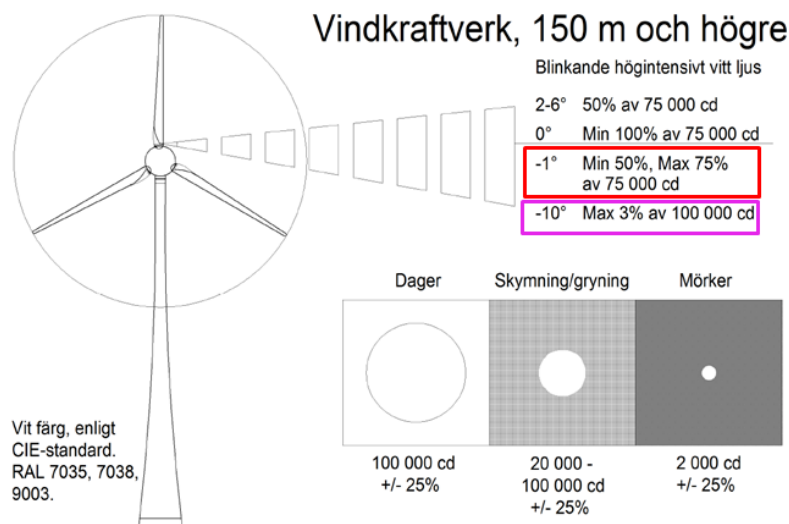 Vindkraftverk, 150 m och högre
Blinkande högintensivt vitt ljus
2-6° 50% av 75 000 cd
0° Min 100% av 75 000 cd
-1° Min 50%, Max 75%
av 75 000 cd
-10° Max 3% av 100 000 cd
Dager Skymning/gryning Mörker
100 000 cd
+/- 25%
20 000 -
100 000 cd
+/- 25%
2 000 cd
+/- 25%
Vit färg, enligt
CIE-standard.
RAL 7035, 7038,
9003.